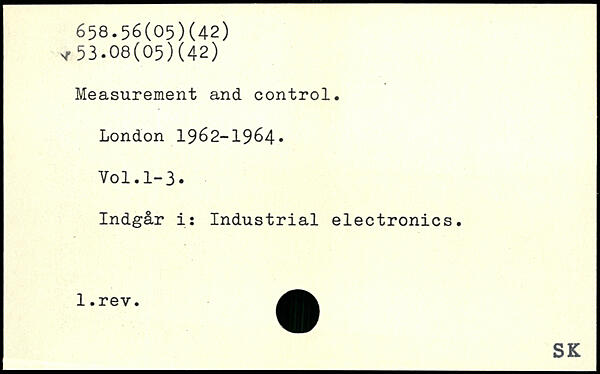 658.56(05)(42)
53.08(05)(42)
Measurement and control.
London 1962-1964.
Vol.1-3.
Indgår i: Industrial electronics.
1.rev.
SK